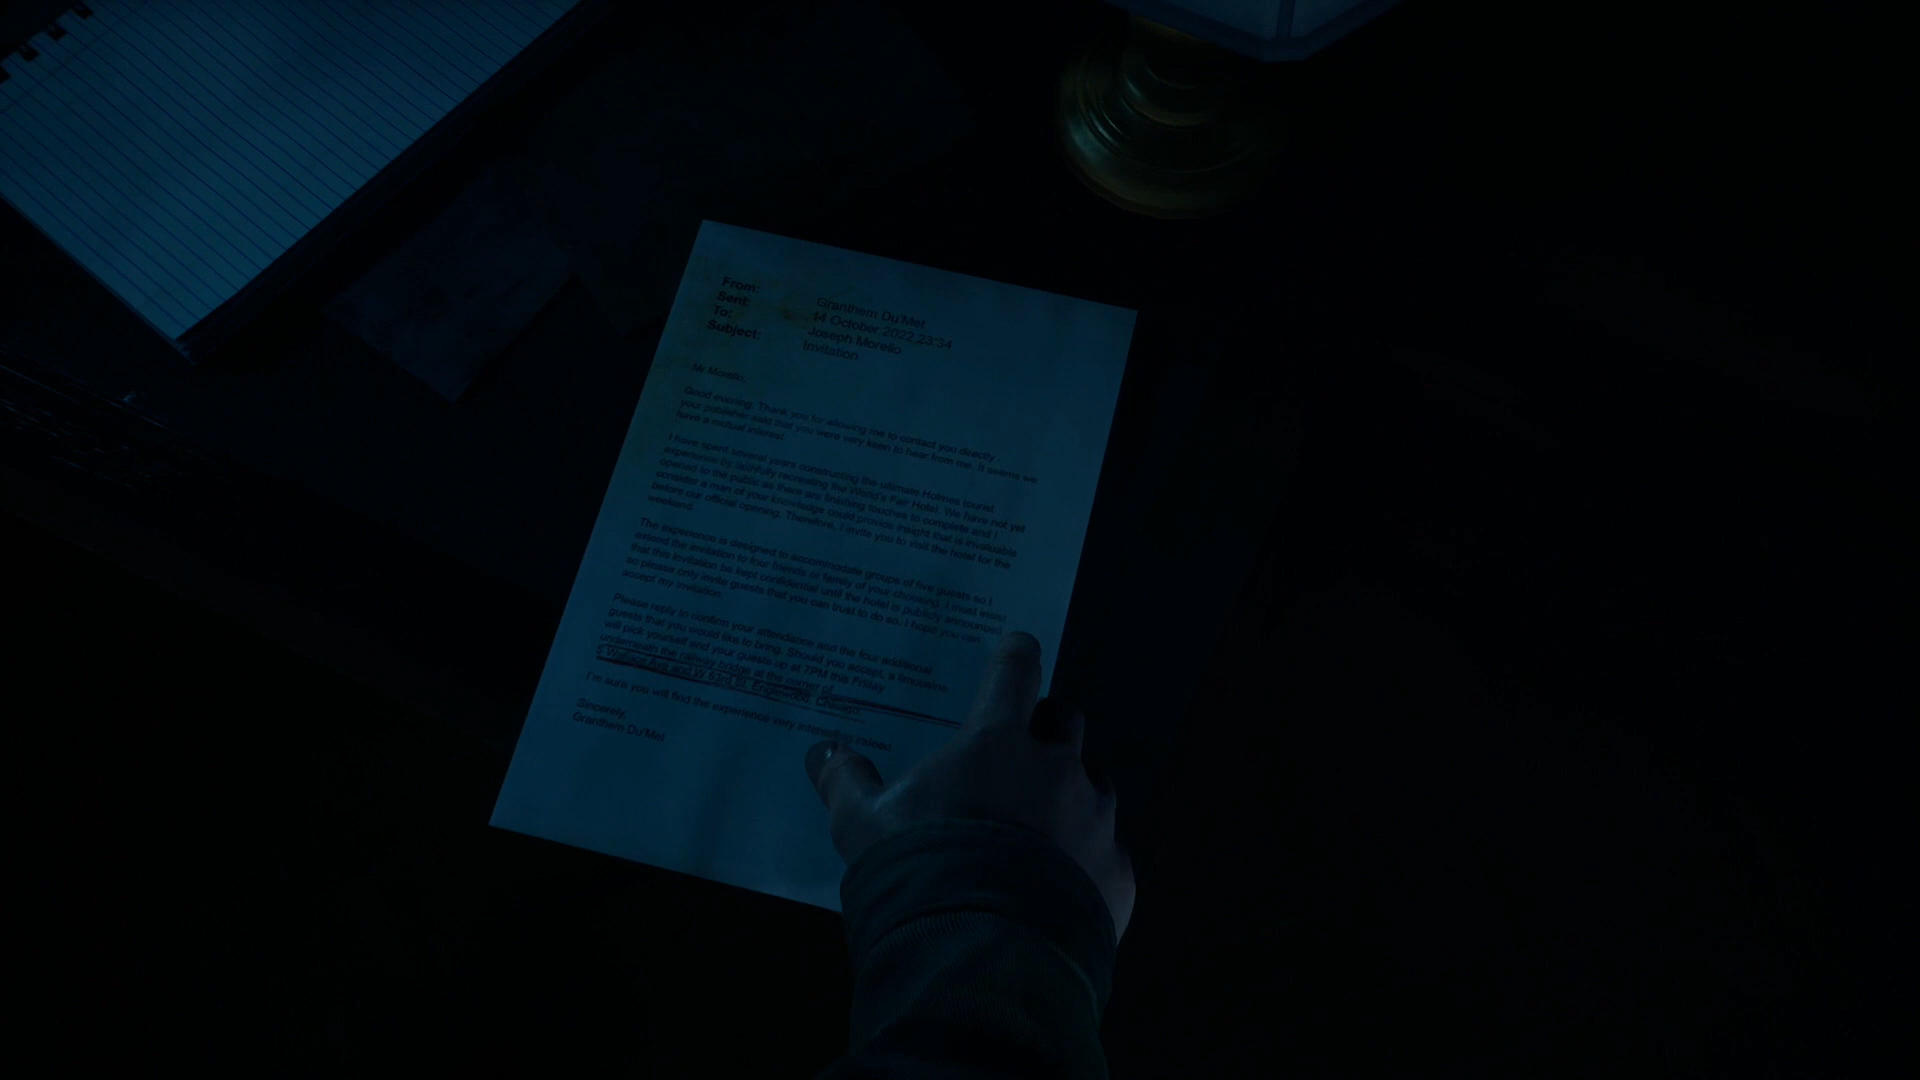 From: Granthem Du'Met
Sent: 14 October 2022 23:34
To: Joseph Morello
Subject: Invitation
Mr Morello,
Good evening. Thank you for allowing me to contact you directly,
your publisher said that you were very keen to hear from me. It seems we
have a mutual interest.
I have spent several years constructing the ultimate Holmes tourist
experience by faithfully recreating the World's Fair Hotel. We have not yet
opened to the public as there are finishing touches to complete and I
consider a man of your knowledge could provide insight that is invaluable
before our official opening. Therefore, I invite you to visit the hotel for the
weekend.
The experience is designed to accommodate groups of five guests so I
extend the invitation to four friends or family of your choosing. I must insist
that this invitation be kept confidential until the hotel is publicly announced
so please only invite guests that you can trust to do so. I hope you can
accept my invitation.
Please reply to confirm your attendance and the four additional
guests that you would like to bring. Should you accept, a limousine
will pick yourself and your guests up at 7PM this Friday
underneath the railway bridge at the corner of
S Wallace Ave and W 63rd St, Englewood, Chicago.
I'm sure you will find the experience very interesting indeed.
Sincerely,
Granthem Du'Met